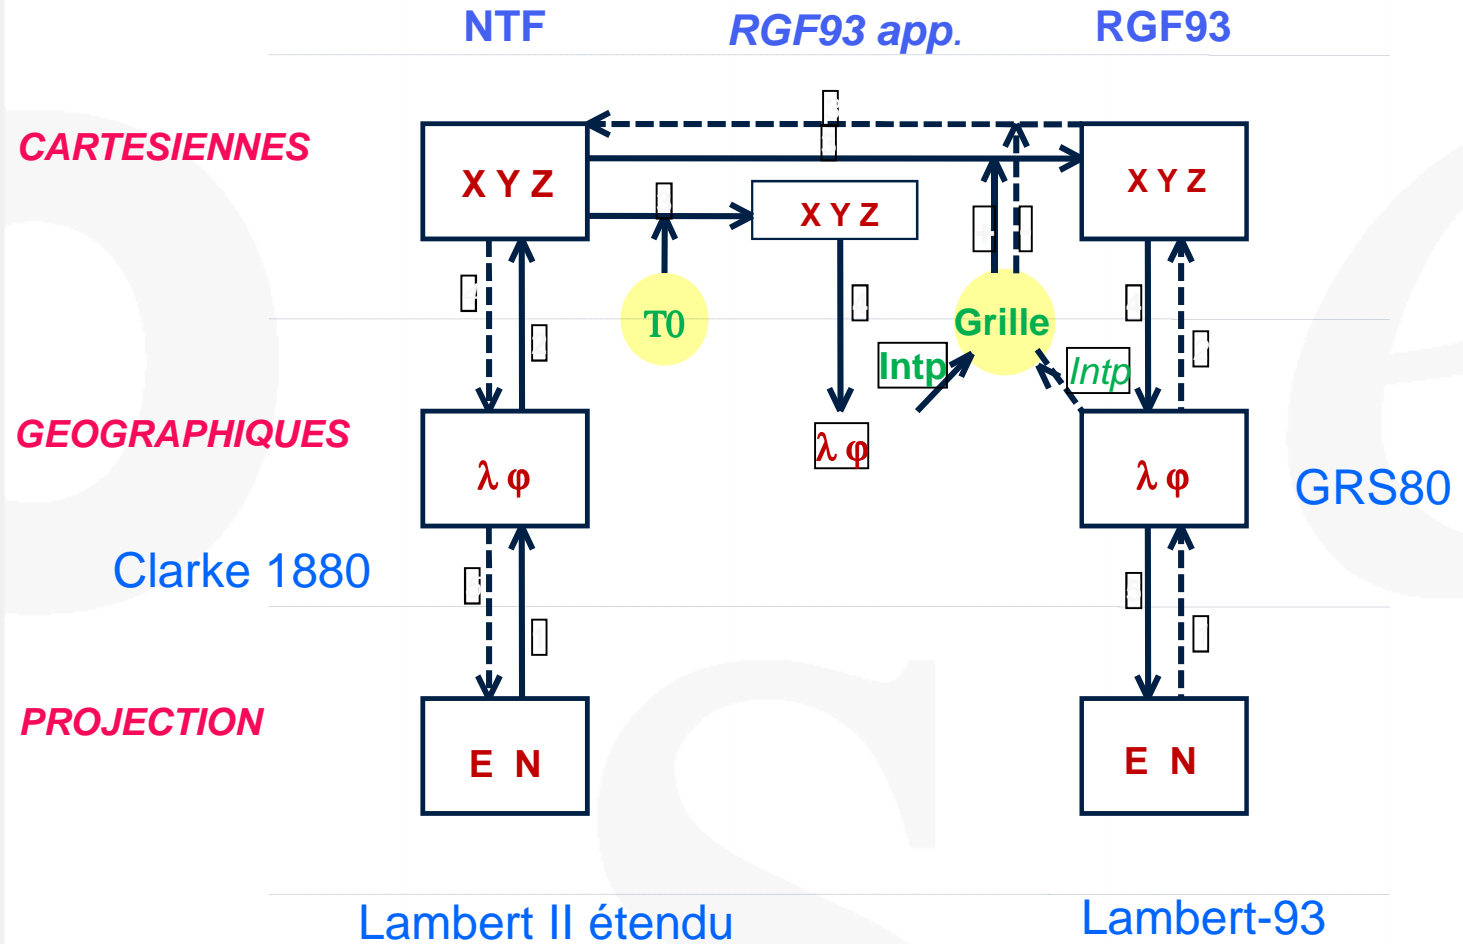 NTF RGF93 app. RGF93
CARTESIENNES
X Y Z X Y Z X Y Z
T0 Grille
Intp Intp
GEOGRAPHIQUES
λ φ λ φ λ φ
GRS80
Clarke 1880
PROJECTION
E N E N
Lambert II étendu Lambert-93